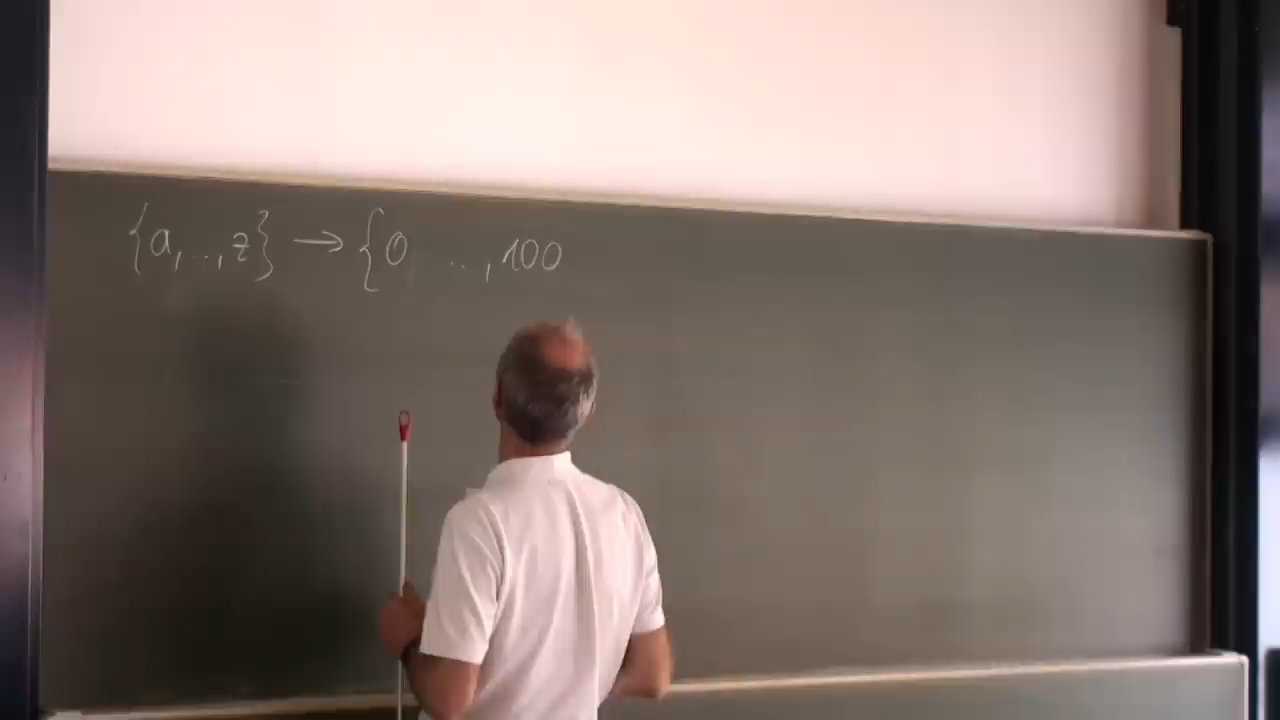 {a,..,z} → {0, ..,100